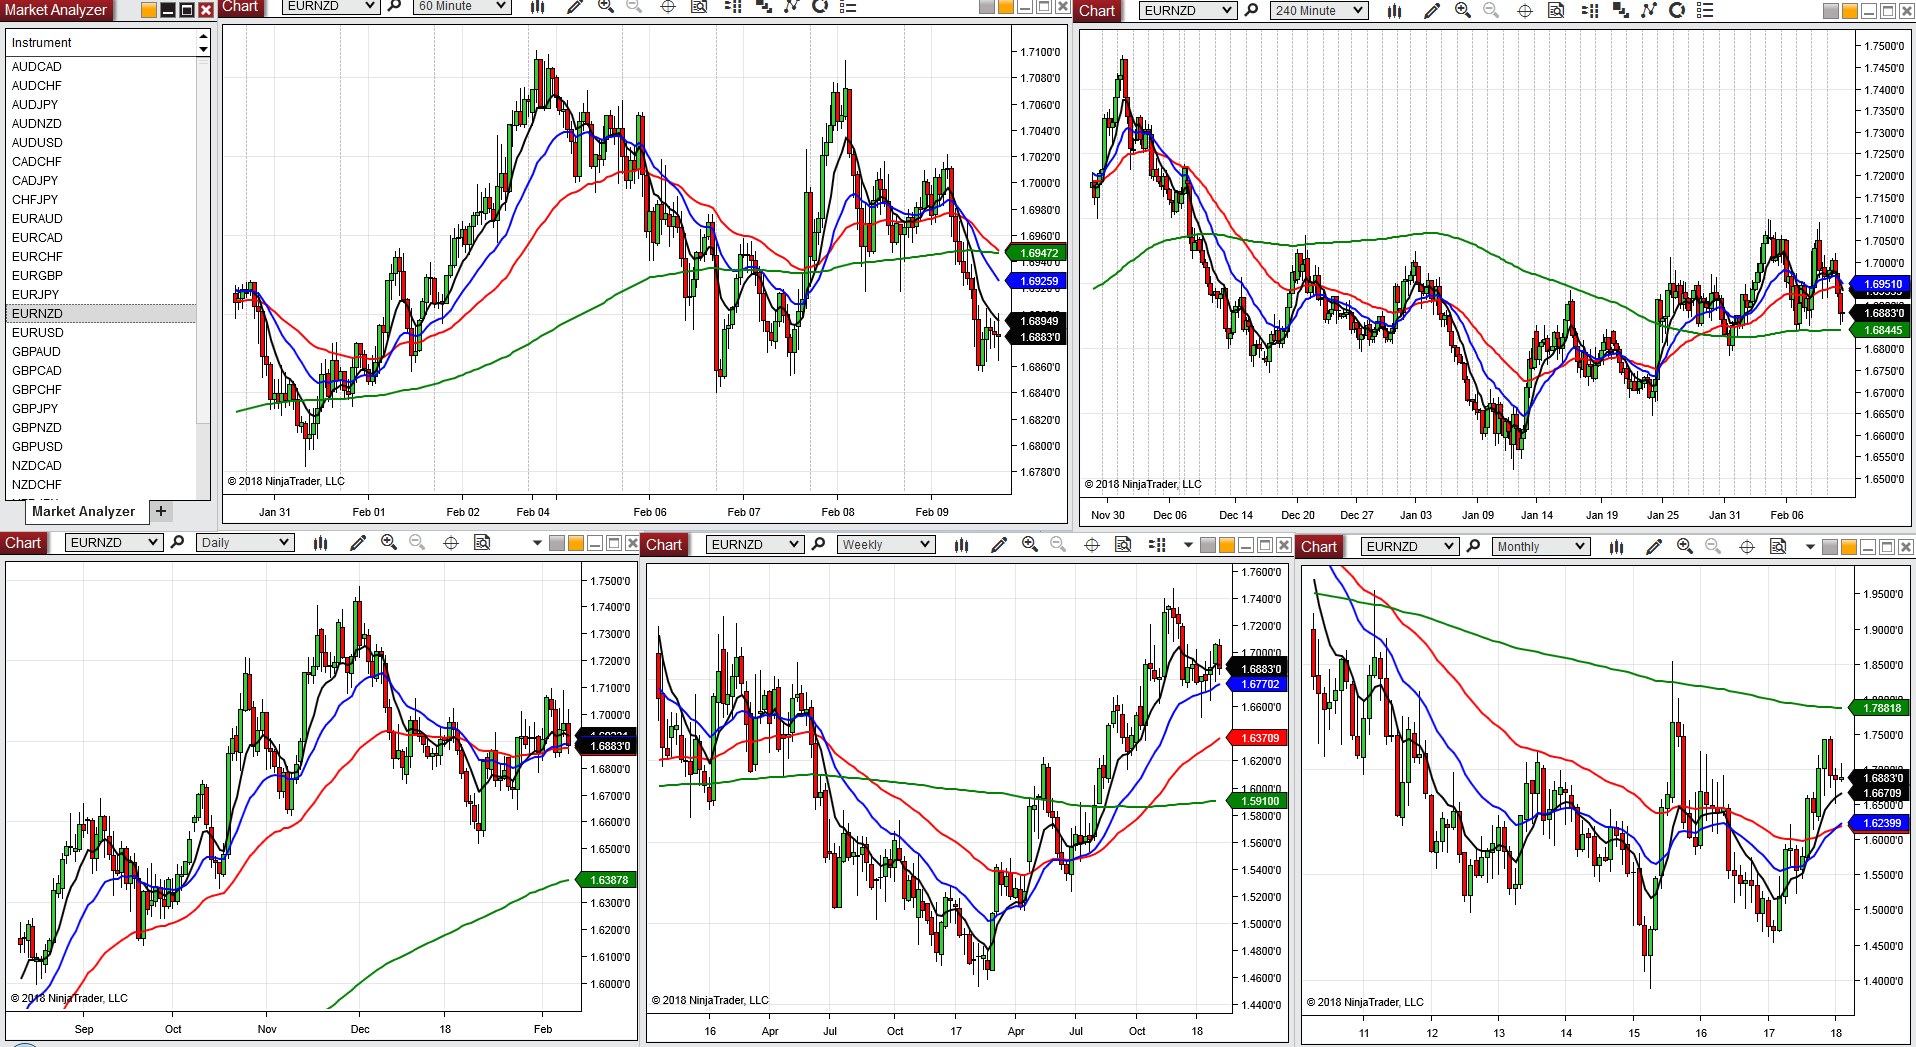 Market Analyzer
Instrument
AUDCAD
AUDCHF
AUDJPY
AUDNZD
AUDUSD
CADCHF
CADJPY
CHFJPY
EURAUD
EURCAD
EURCHF
EURGBP
EURJPY
EURNZD
EURUSD
GBPAUD
GBPCAD
GBPCHF
GBPJPY
GBPNZD
GBPUSD
NZDCAD
NZDCHF
Market Analyzer +
Chart EURNZD 60 Minute
1.7100'0
1.7080'0
1.7060'0
1.7040'0
1.7020'0
1.7000'0
1.6980'0
1.6960'0
1.69472
1.6940'0
1.69259
1.68949
1.6883'0
1.6860'0
1.6840'0
1.6820'0
1.6800'0
1.6780'0
© 2018 NinjaTrader, LLC
Jan 31 Feb 01 Feb 02 Feb 04 Feb 06 Feb 07 Feb 08 Feb 09
Chart EURNZD 240 Minute
1.7500'0
1.7450'0
1.7400'0
1.7350'0
1.7300'0
1.7250'0
1.7200'0
1.7150'0
1.7100'0
1.7050'0
1.7000'0
1.69510
1.6883'0
1.68445
1.6800'0
1.6750'0
1.6700'0
1.6650'0
1.6600'0
1.6550'0
1.6500'0
© 2018 NinjaTrader, LLC
Nov 30 Dec 06 Dec 14 Dec 20 Dec 27 Jan 03 Jan 09 Jan 14 Jan 19 Jan 25 Jan 31 Feb 06
Chart EURNZD Daily
1.7500'0
1.7400'0
1.7300'0
1.7200'0
1.7100'0
1.7000'0
1.6883'0
1.6800'0
1.6700'0
1.6600'0
1.6500'0
1.63878
1.6300'0
1.6200'0
1.6100'0
1.6000'0
© 2018 NinjaTrader, LLC
Sep Oct Nov Dec 18 Feb
Chart EURNZD Weekly
1.7600'0
1.7400'0
1.7200'0
1.7000'0
1.6883'0
1.67702
1.6600'0
1.63709
1.6200'0
1.6000'0
1.59100
1.5800'0
1.5600'0
1.5400'0
1.5200'0
1.5000'0
1.4800'0
1.4600'0
1.4400'0
© 2018 NinjaTrader, LLC
16 Apr Jul Oct 17 Apr Jul Oct 18
Chart EURNZD Monthly
1.9500'0
1.9000'0
1.8500'0
1.78818
1.7500'0
1.6883'0
1.66709
1.6500'0
1.62399
1.6000'0
1.5500'0
1.5000'0
1.4500'0
1.4000'0
© 2018 NinjaTrader, LLC
11 12 13 14 15 16 17 18